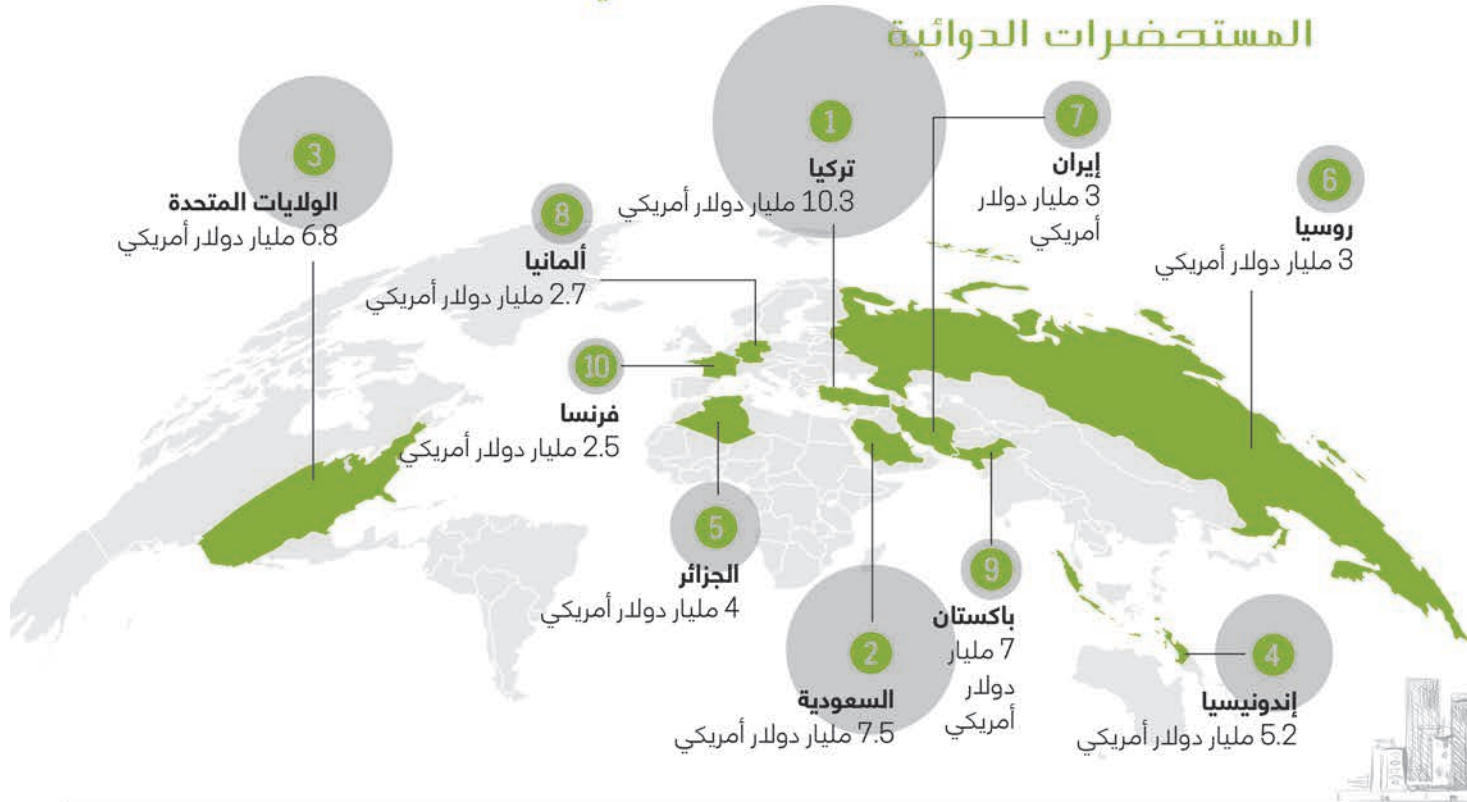 المستحضرات الدوائية
1
تركيا
10.3 مليار دولار أمريكي
7
إيران
3 مليار دولار
أمريكي
6
روسيا
3 مليار دولار أمريكي
3
الولايات المتحدة
6.8 مليار دولار أمريكي
8
ألمانيا
2.7 مليار دولار أمريكي
10
فرنسا
2.5 مليار دولار أمريكي
5
الجزائر
4 مليار دولار أمريكي
9
باكستان
7 مليار
دولار
أمريكي
2
السعودية
7.5 مليار دولار أمريكي
4
إندونيسيا
5.2 مليار دولار أمريكي